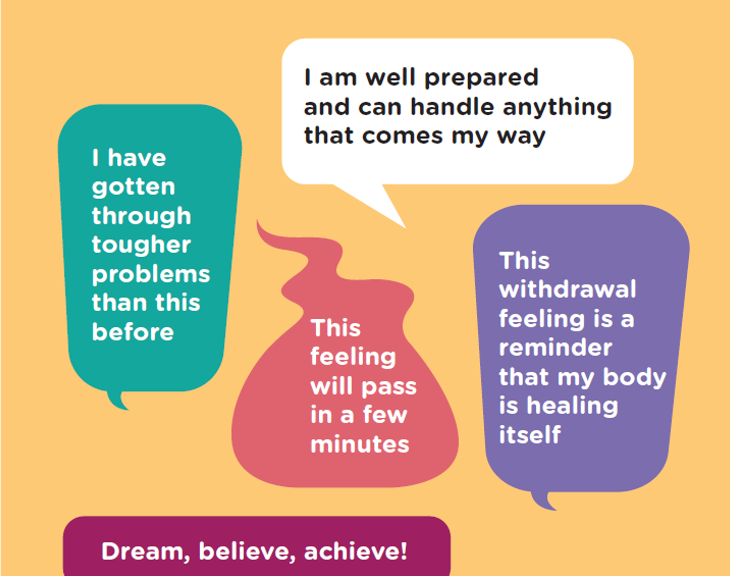 I am well prepared
and can handle anything
that comes my way
I have
gotten
through
tougher
problems
than this
before
This
feeling
will pass
in a few
minutes
This
withdrawal
feeling is a
reminder
that my body
is healing
itself
Dream, believe, achieve!